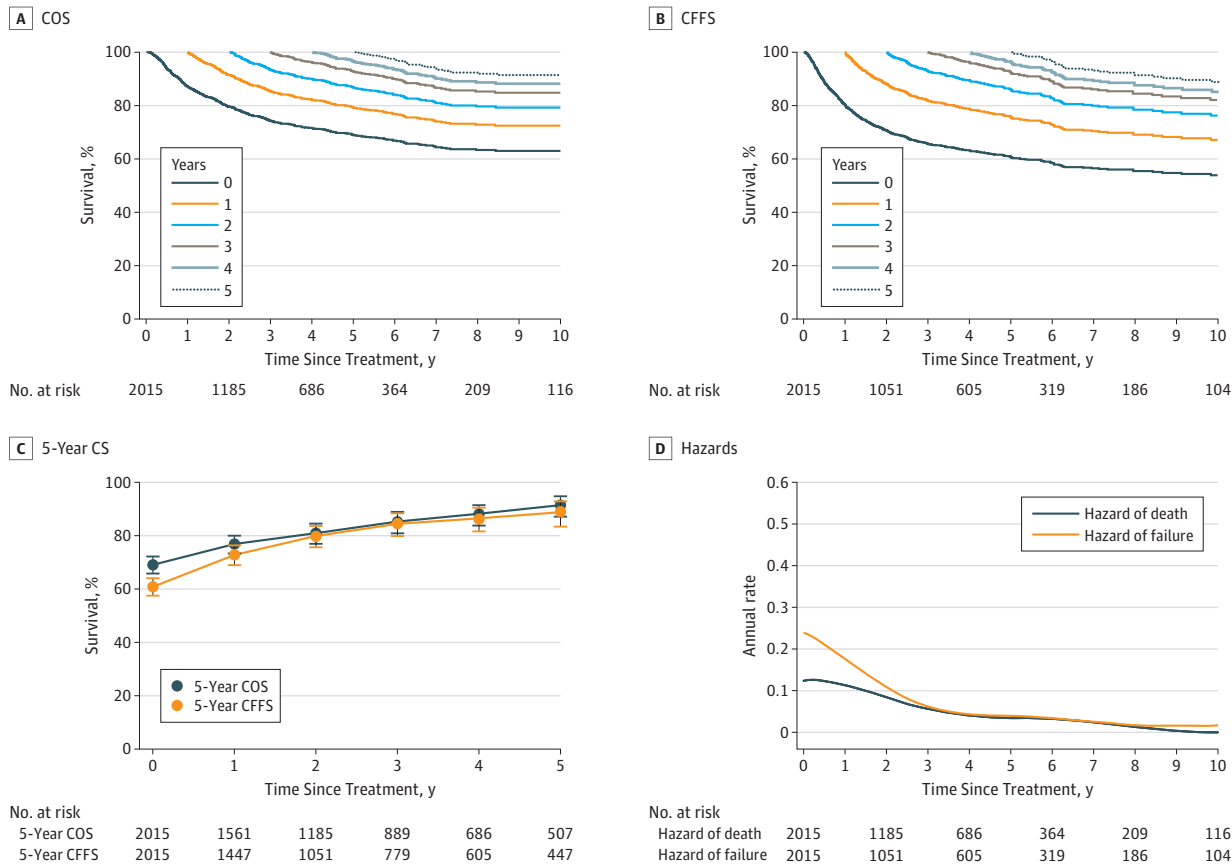 A COS
100
80
60
40
20
0
Survival, %
Years
0
1
2
3
4
5
0 1 2 3 4 5 6 7 8 9 10
Time Since Treatment, y
No. at risk 2015 1185 686 364 209 116
B CFFS
100
80
60
40
20
0
Survival, %
Years
0
1
2
3
4
5
0 1 2 3 4 5 6 7 8 9 10
Time Since Treatment, y
No. at risk 2015 1051 605 319 186 104
C 5-Year CS
100
80
60
40
20
0
Survival, %
5-Year COS
5-Year CFFS
0 1 2 3 4 5
Time Since Treatment, y
No. at risk
5-Year COS 2015 1561 1185 889 686 507
5-Year CFFS 2015 1447 1051 779 605 447
D Hazards
0.6
0.5
0.4
0.3
0.2
0.1
0
Annual rate
Hazard of death
Hazard of failure
0 1 2 3 4 5 6 7 8 9 10
Time Since Treatment, y
No. at risk
Hazard of death 2015 1185 686 364 209 116
Hazard of failure 2015 1051 605 319 186 104